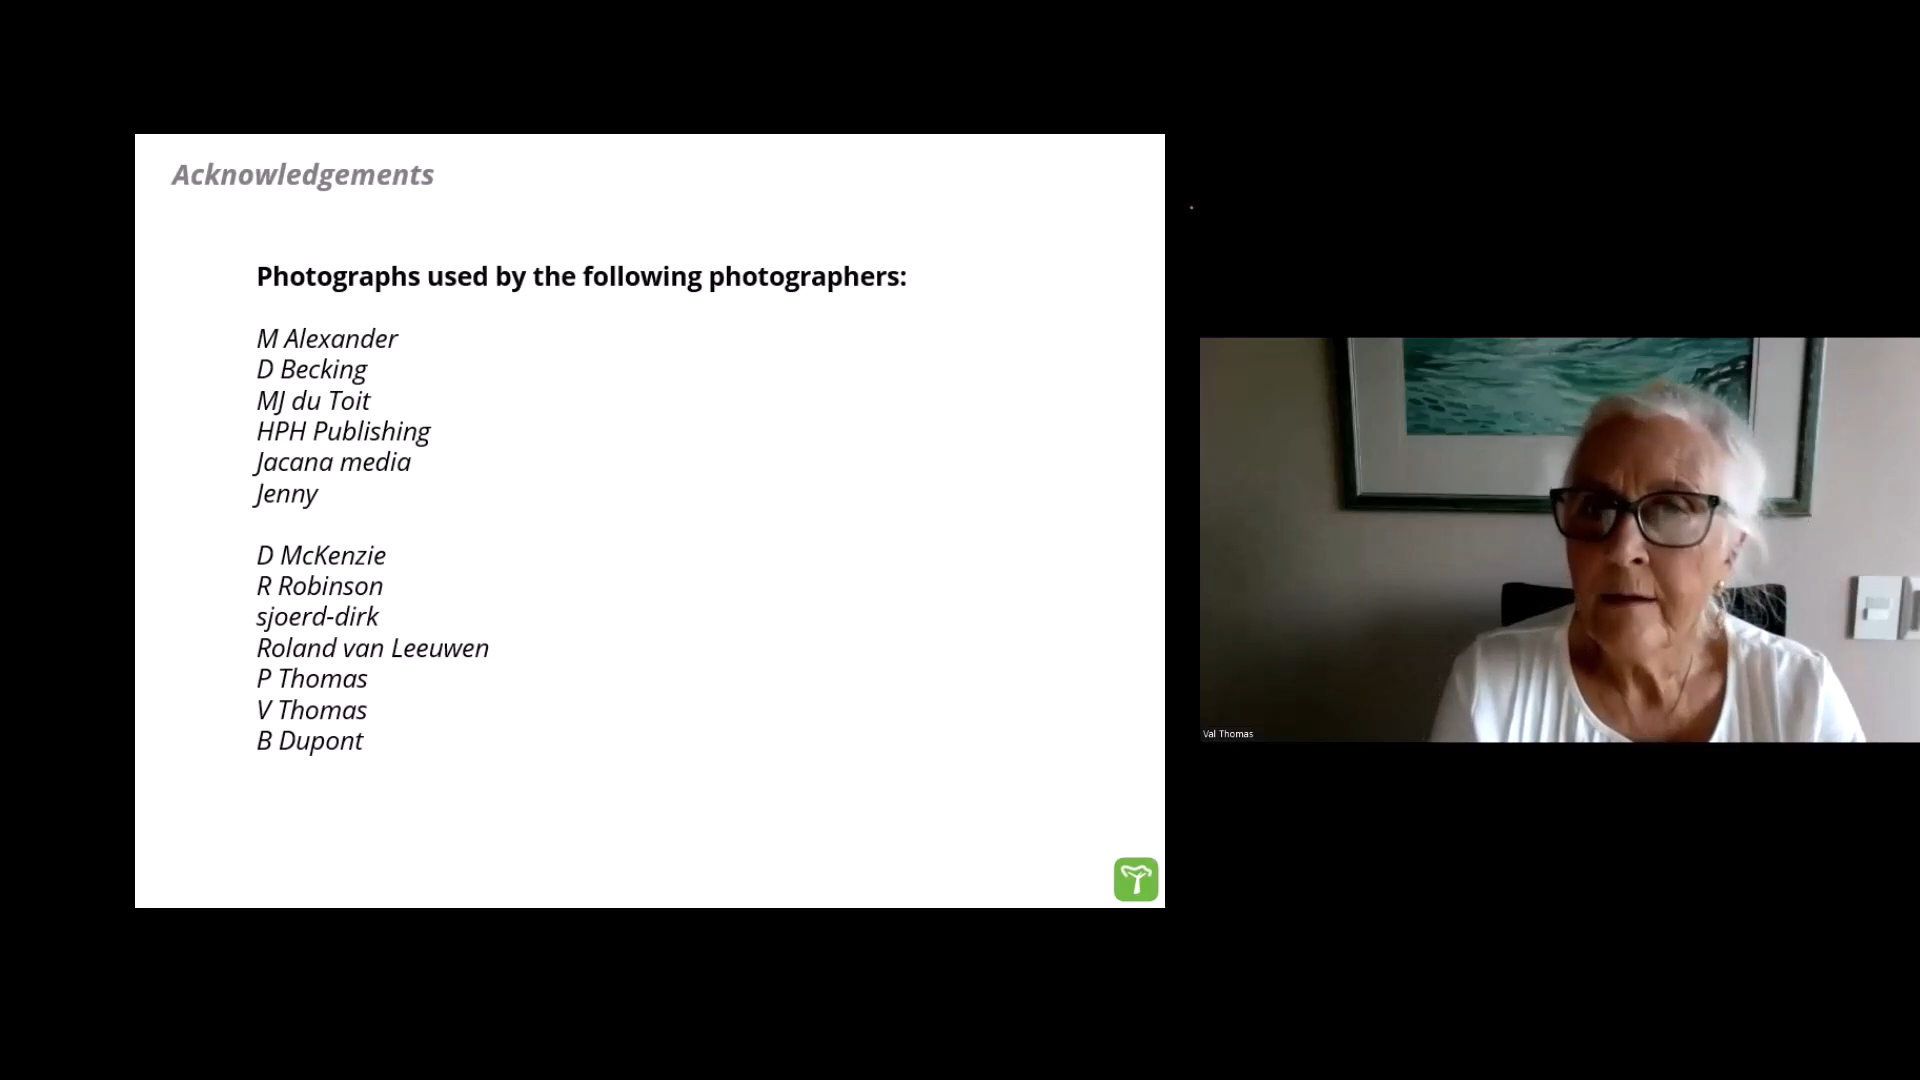 Acknowledgements
Photographs used by the following photographers:
M Alexander
D Becking
MJ du Toit
HPH Publishing
Jacana media
Jenny
D McKenzie
R Robinson
sjoerd-dirk
Roland van Leeuwen
P Thomas
V Thomas
B Dupont
Val Thomas